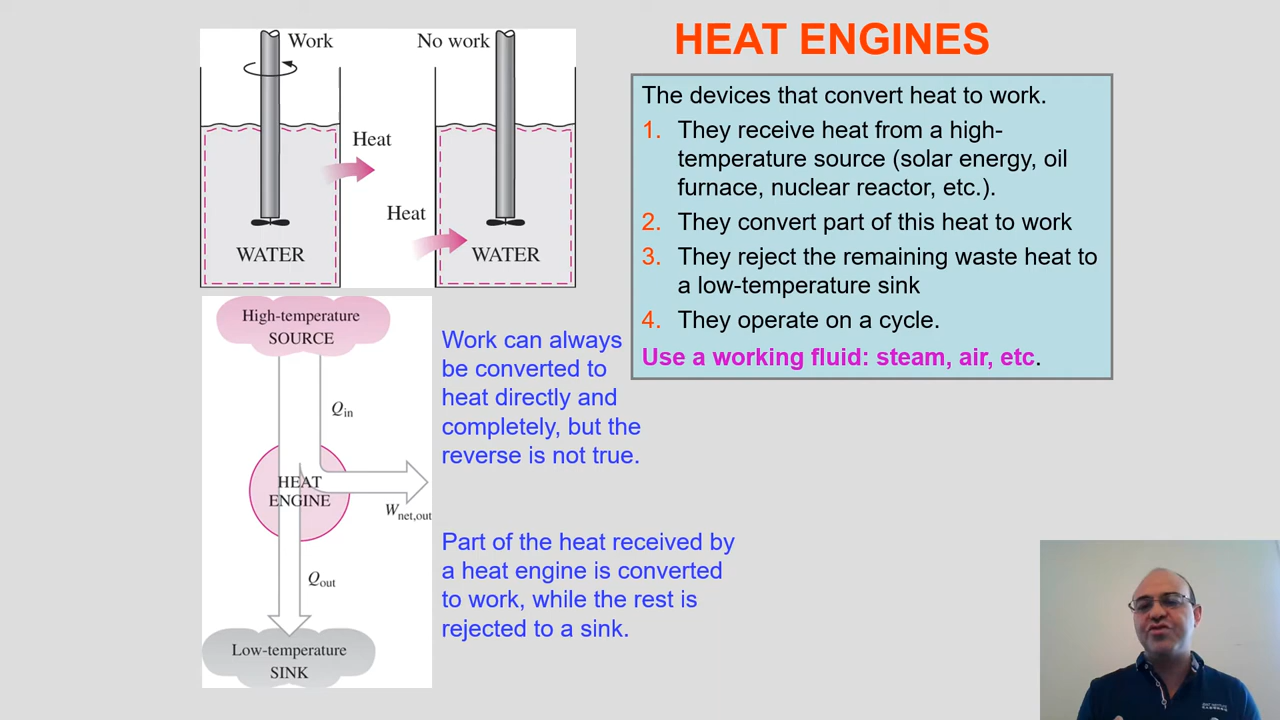 HEAT ENGINES
Work
No work
Heat
Heat
WATER
WATER
The devices that convert heat to work.
1. They receive heat from a high-
temperature source (solar energy, oil
furnace, nuclear reactor, etc.).
2. They convert part of this heat to work
3. They reject the remaining waste heat to
a low-temperature sink
4. They operate on a cycle.
Use a working fluid: steam, air, etc.
High-temperature
SOURCE
Qin
HEAT
ENGINE
Wnet,out
Qout
Low-temperature
SINK
Work can always
be converted to
heat directly and
completely, but the
reverse is not true.
Part of the heat received by
a heat engine is converted
to work, while the rest is
rejected to a sink.